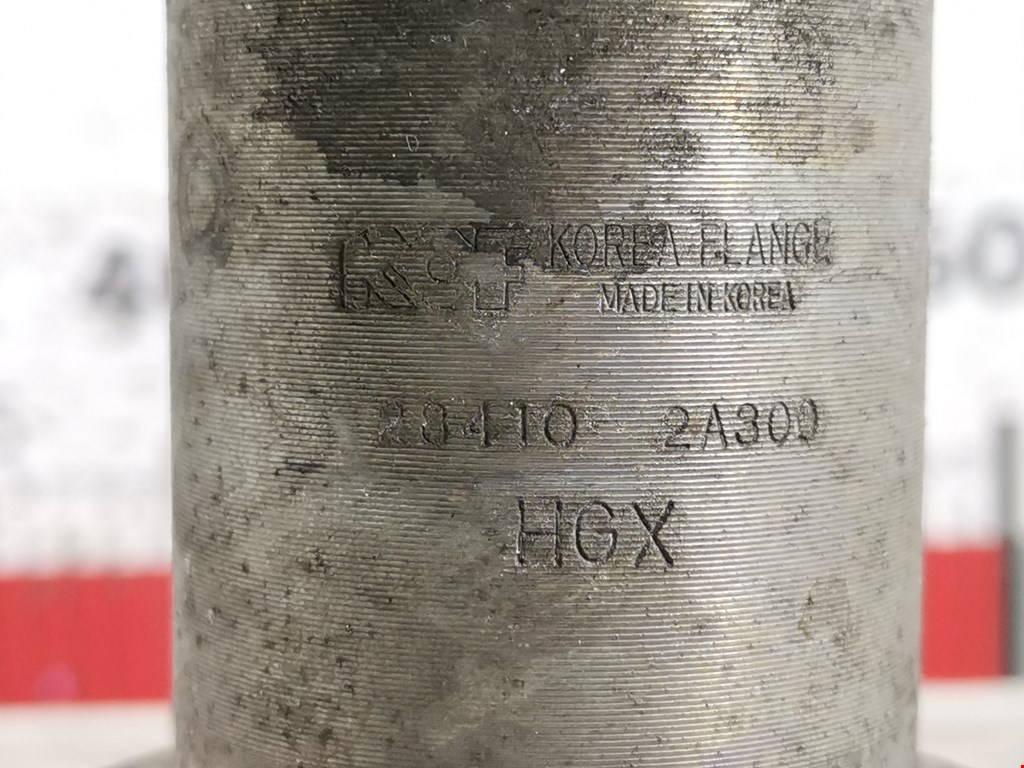 KOREA FLANGE
MADE IN KOREA
28410- 2A300
HGX